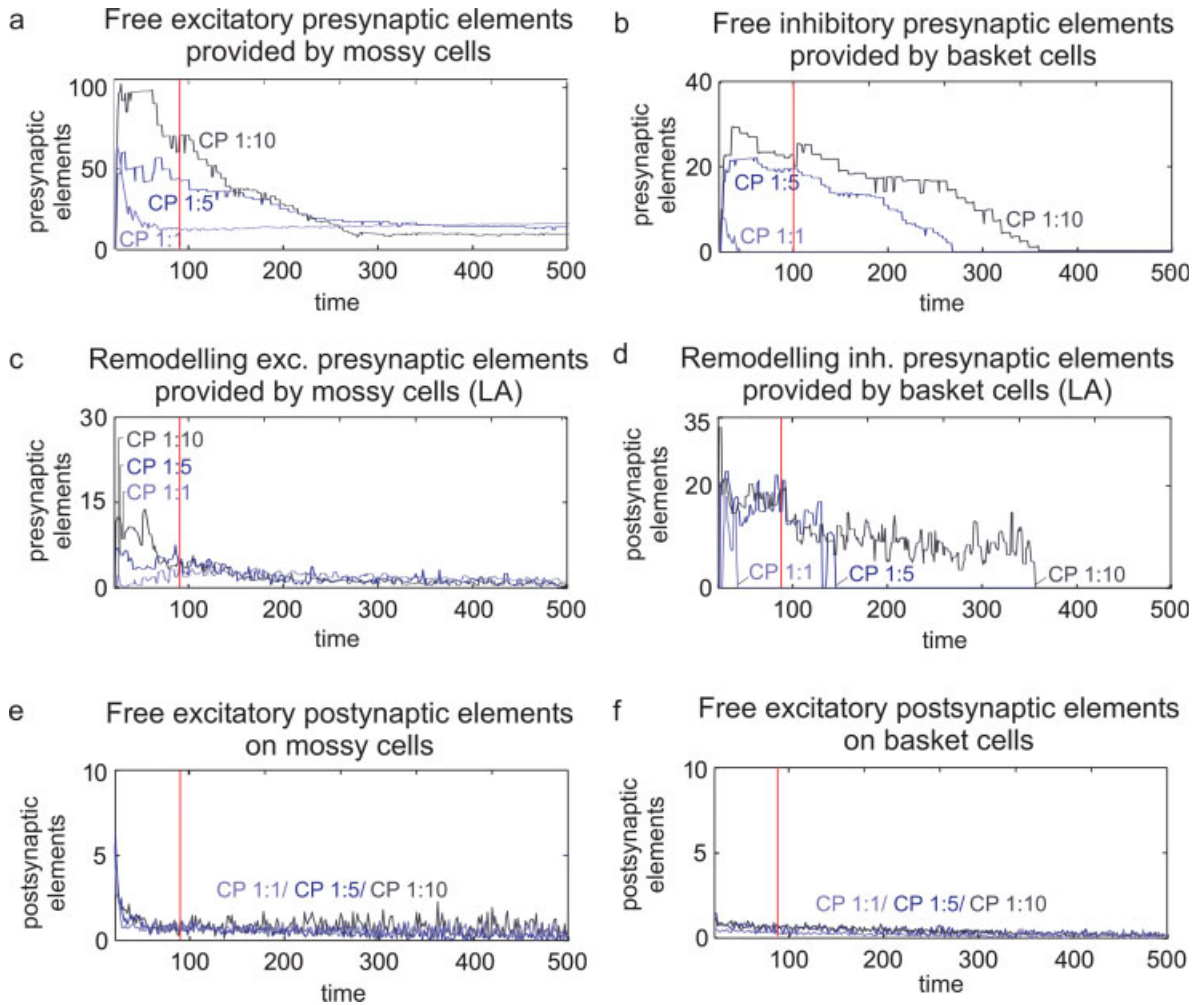 a
Free excitatory presynaptic elements
provided by mossy cells
100
50
0
presynaptic
elements
CP 1:10
CP 1:5
CP 1:1
100
200
300
400
500
time
b
Free inhibitory presynaptic elements
provided by basket cells
40
20
0
presynaptic
elements
CP 1:5
CP 1:10
CP 1:1
100
200
300
400
500
time
c
Remodelling exc. presynaptic elements
provided by mossy cells (LA)
30
15
0
presynaptic
elements
CP 1:10
CP 1:5
CP 1:1
100
200
300
400
500
time
d
Remodelling inh. presynaptic elements
provided by basket cells (LA)
35
20
0
postsynaptic
elements
CP 1:1
CP 1:5
CP 1:10
100
200
300
400
500
time
e
Free excitatory postynaptic elements
on mossy cells
10
5
0
postsynaptic
elements
CP 1:1/ CP 1:5/ CP 1:10
100
200
300
400
500
time
f
Free excitatory postsynaptic elements
on basket cells
10
5
0
postsynaptic
elements
CP 1:1/ CP 1:5/ CP 1:10
100
200
300
400
500
time